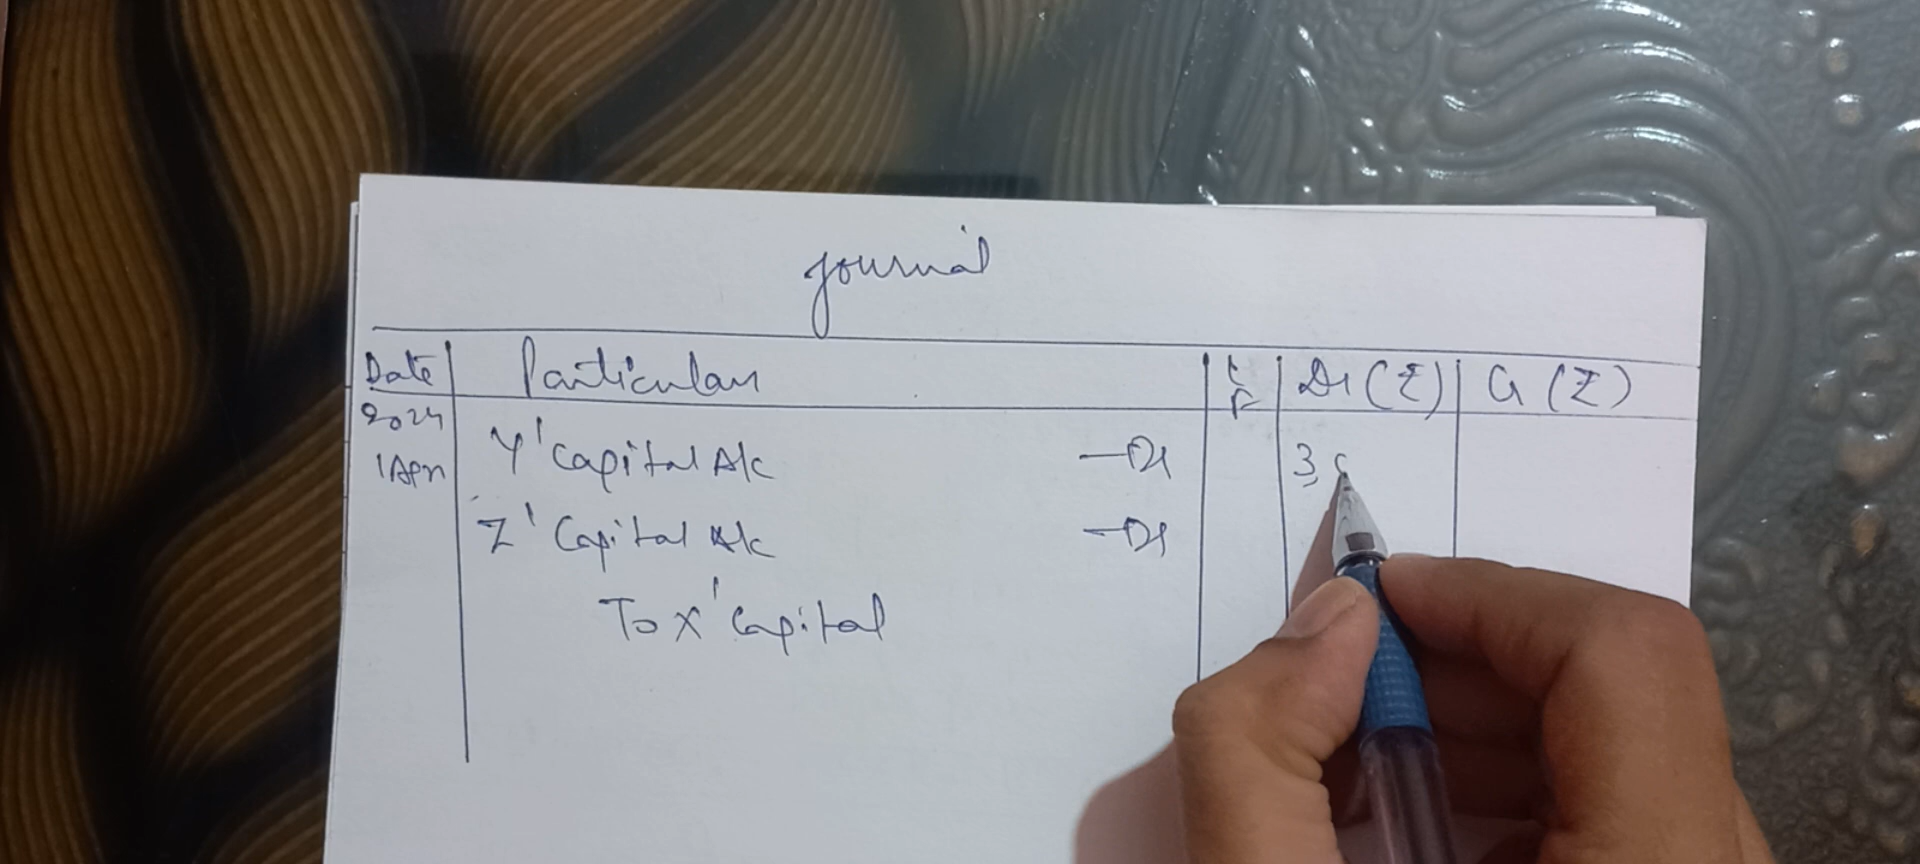 Journal
Date Particulars L F Dr (₹) Cr (₹)
2024
1 Apr Y' Capital A/c —Dr 3,
Z' Capital A/c —Dr
To X' Capital